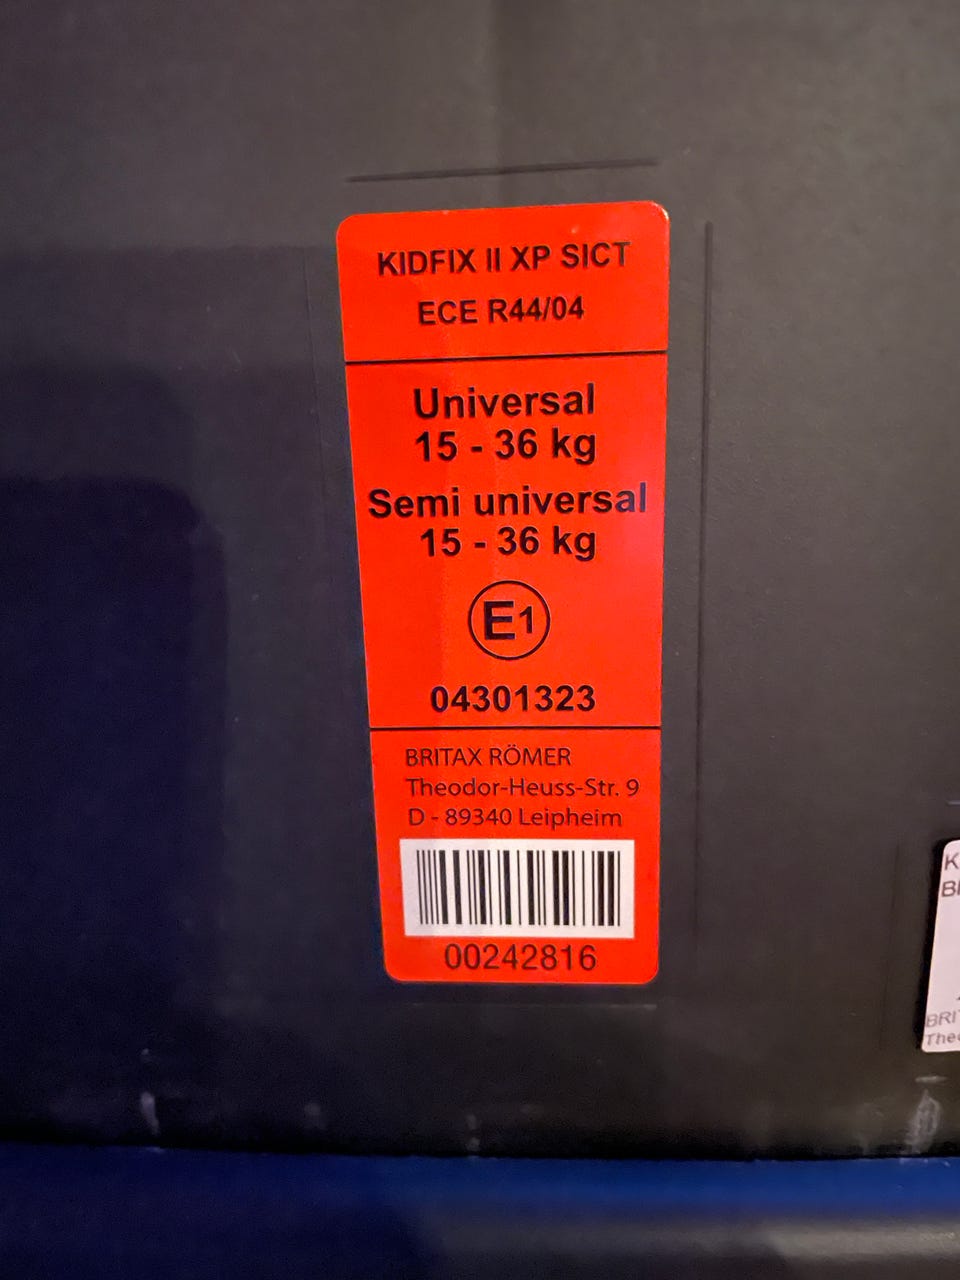 KIDFIX II XP SICT
ECE R44/04
Universal
15 - 36 kg
Semi universal
15 - 36 kg
E1
04301323
BRITAX RÖMER
Theodor-Heuss-Str. 9
D - 89340 Leipheim
00242816